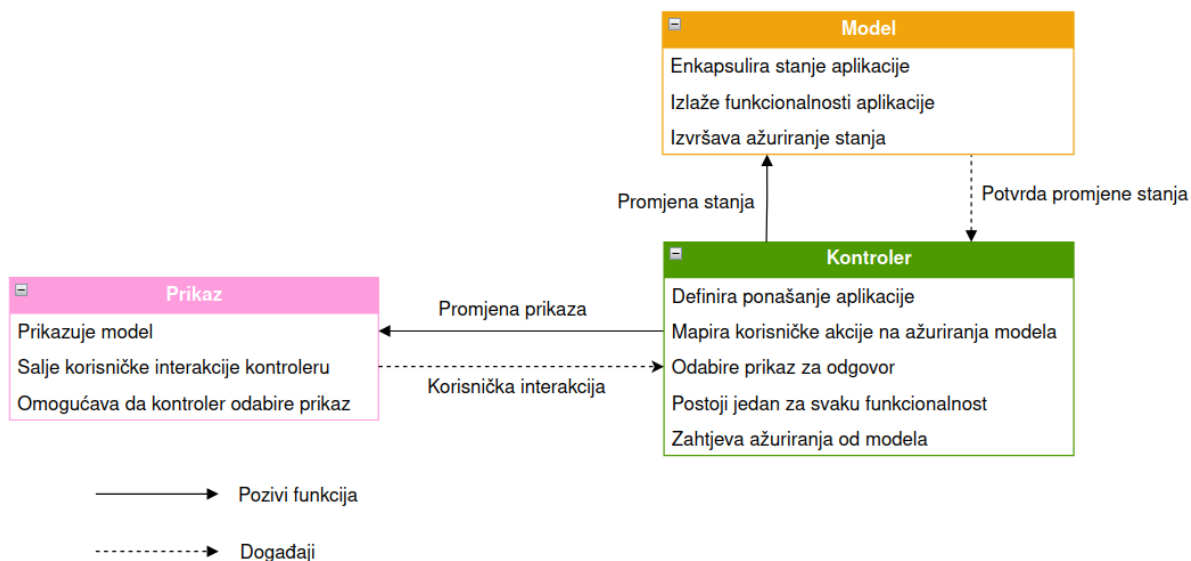 Model
Enkapsulira stanje aplikacije
Izlaže funkcionalnosti aplikacije
Izvršava ažuriranje stanja
Promjena stanja
Potvrda promjene stanja
Kontroler
Definira ponašanje aplikacije
Mapira korisničke akcije na ažuriranja modela
Odabire prikaz za odgovor
Postoji jedan za svaku funkcionalnost
Zahtjeva ažuriranja od modela
Prikaz
Prikazuje model
Salje korisničke interakcije kontroleru
Omogućava da kontroler odabire prikaz
Promjena prikaza
Korisnička interakcija
Pozivi funkcija
Događaji